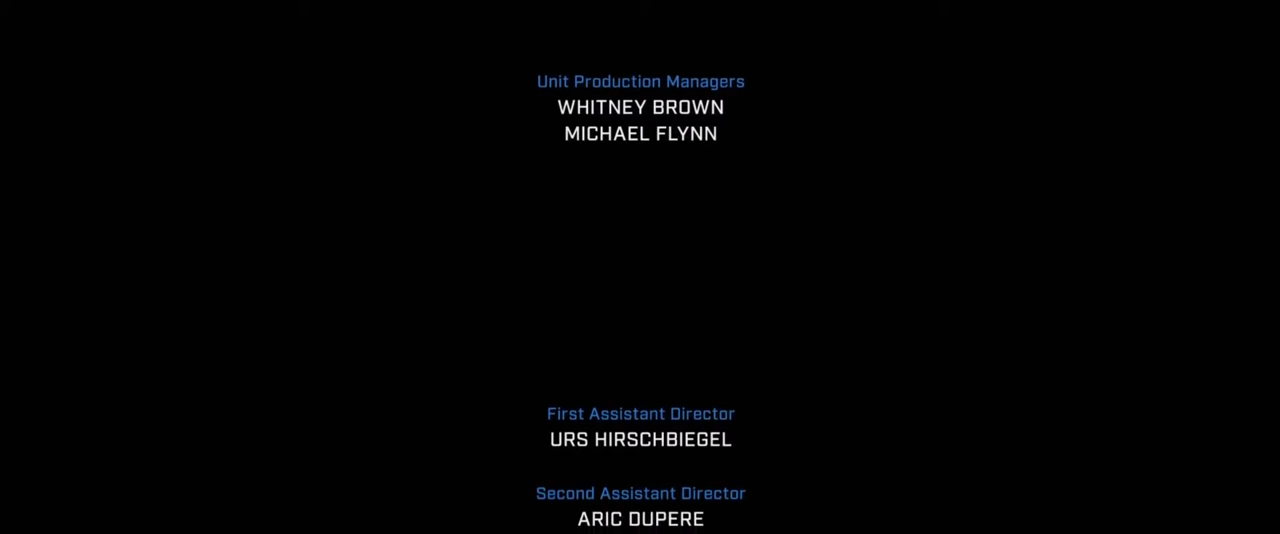 Unit Production Managers
WHITNEY BROWN
MICHAEL FLYNN
First Assistant Director
URS HIRSCHBIEGEL
Second Assistant Director
ARIC DUPERE